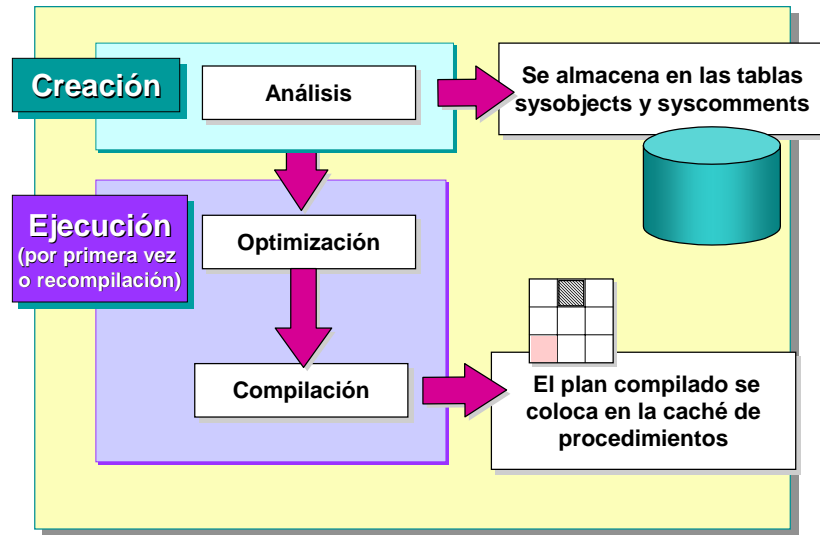 Creación
Análisis
Se almacena en las tablas
sysobjects y syscomments
Ejecución
(por primera vez
o recompilación)
Optimización
Compilación
El plan compilado se
coloca en la caché de
procedimientos